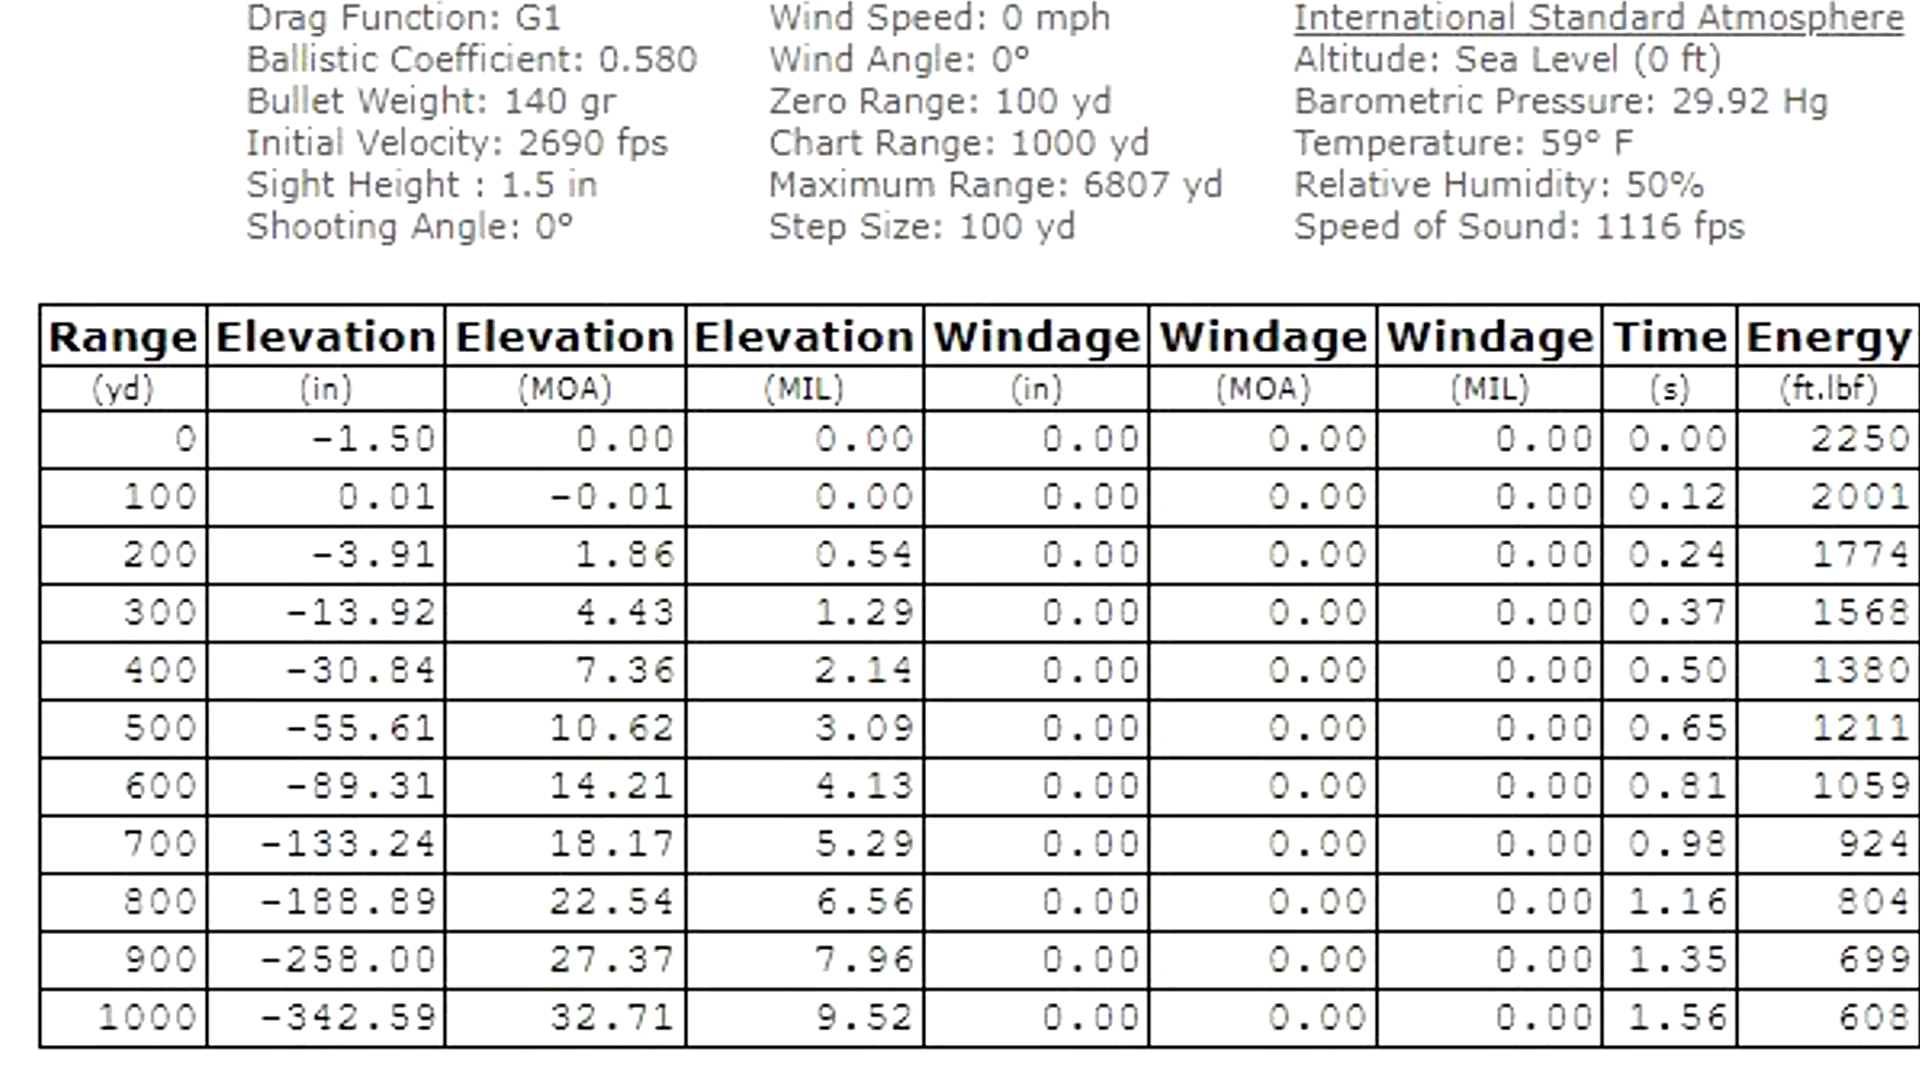 Drag Function: G1 Wind Speed: 0 mph International Standard Atmosphere
Ballistic Coefficient: 0.580 Wind Angle: 0° Altitude: Sea Level (0 ft)
Bullet Weight: 140 gr Zero Range: 100 yd Barometric Pressure: 29.92 Hg
Initial Velocity: 2690 fps Chart Range: 1000 yd Temperature: 59° F
Sight Height : 1.5 in Maximum Range: 6807 yd Relative Humidity: 50%
Shooting Angle: 0° Step Size: 100 yd Speed of Sound: 1116 fps
Range Elevation Elevation Elevation Windage Windage Windage Time Energy
(yd) (in) (MOA) (MIL) (in) (MOA) (MIL) (s) (ft.lbf)
0 -1.50 0.00 0.00 0.00 0.00 0.00 0.00 2250
100 0.01 -0.01 0.00 0.00 0.00 0.00 0.12 2001
200 -3.91 1.86 0.54 0.00 0.00 0.00 0.24 1774
300 -13.92 4.43 1.29 0.00 0.00 0.00 0.37 1568
400 -30.84 7.36 2.14 0.00 0.00 0.00 0.50 1380
500 -55.61 10.62 3.09 0.00 0.00 0.00 0.65 1211
600 -89.31 14.21 4.13 0.00 0.00 0.00 0.81 1059
700 -133.24 18.17 5.29 0.00 0.00 0.00 0.98 924
800 -188.89 22.54 6.56 0.00 0.00 0.00 1.16 804
900 -258.00 27.37 7.96 0.00 0.00 0.00 1.35 699
1000 -342.59 32.71 9.52 0.00 0.00 0.00 1.56 608